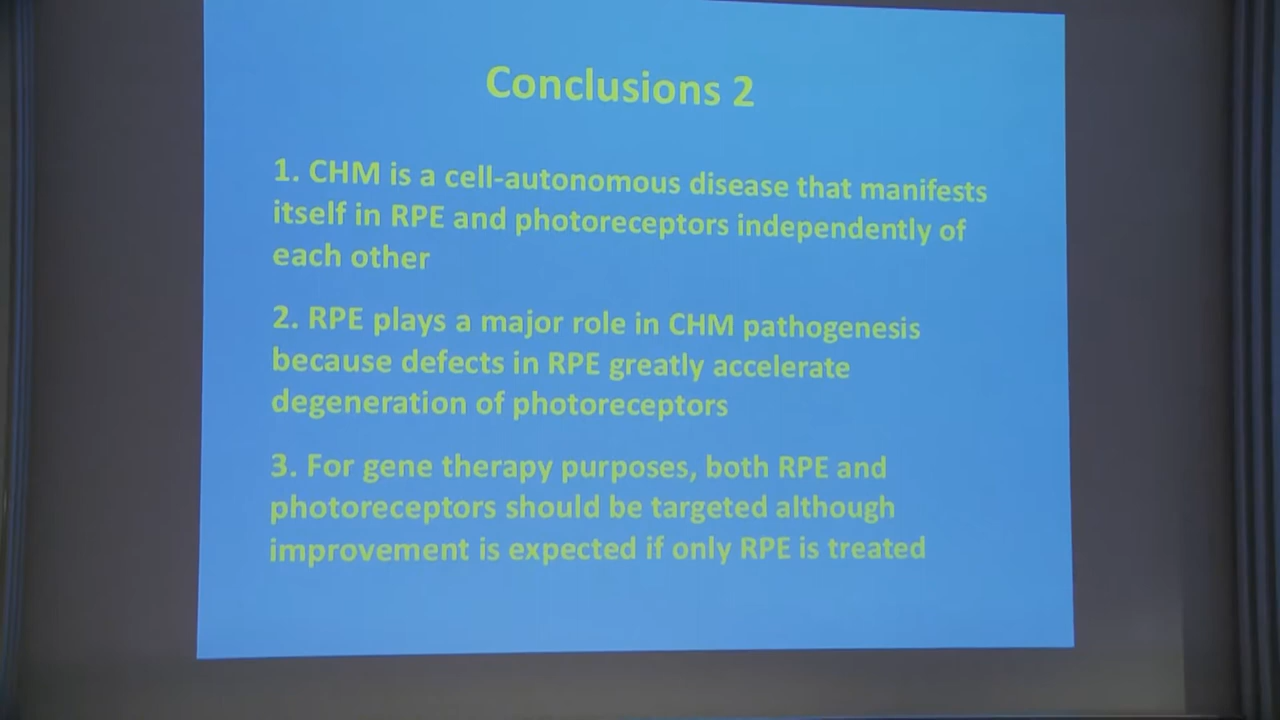 Conclusions 2
1. CHM is a cell-autonomous disease that manifests
itself in RPE and photoreceptors independently of
each other
2. RPE plays a major role in CHM pathogenesis
because defects in RPE greatly accelerate
degeneration of photoreceptors
3. For gene therapy purposes, both RPE and
photoreceptors should be targeted although
improvement is expected if only RPE is treated